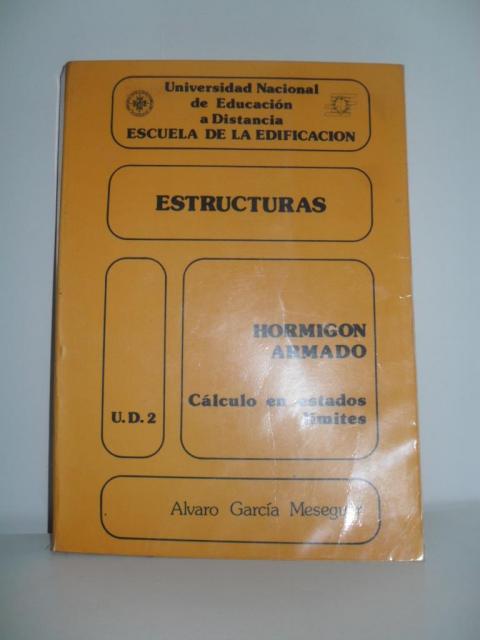 Universidad Nacional
de Educación
a Distancia
ESCUELA DE LA EDIFICACION
ESTRUCTURAS
HORMIGON
ARMADO
Cálculo en estados
límites
U.D.2
Alvaro García Meseguer